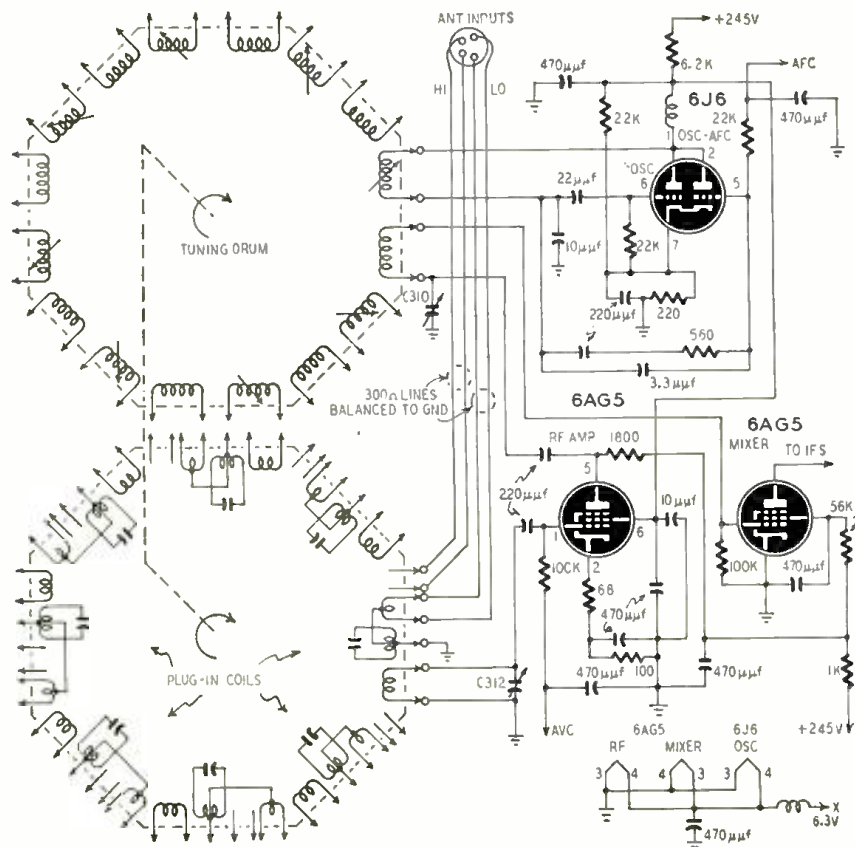 ANT INPUTS
HI
LO
+245V
6.2K
470μμf
AFC
6J6
22K
22K
470μμf
1
OSC-AFC
2
OSC
6
5
22μμf
7
10μμf
22K
TUNING DRUM
C310
220μμf
220
560
3.3μμf
300Ω LINES
BALANCED TO GND
6AG5
6AG5
MIXER
TO IFS
RF AMP
1800
5
220μμf
10μμf
56K
1
6
2
100K
68
100K
470μμf
470μμf
PLUG-IN COILS
C312
470μμf
100
470μμf
1K
AVC
+245V
6AG5
6J6
RF
MIXER
OSC
3
4
4
3
3
4
X
6.3V
470μμf